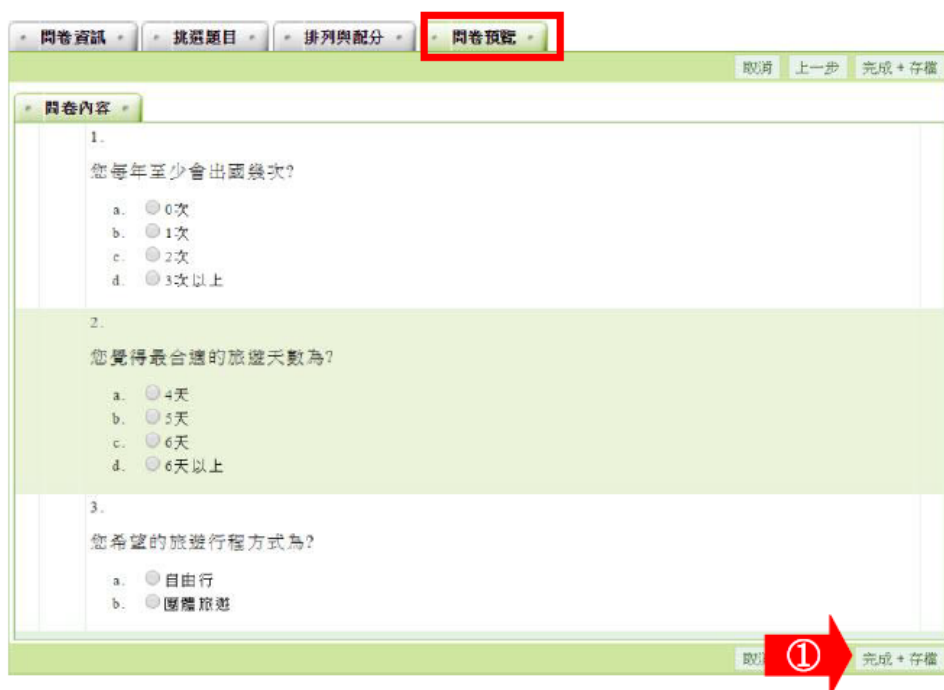 問卷資訊 挑選題目 排列與配分 問卷預覽
取消 上一步 完成+存檔
問卷內容
1.
您每年至少會出國幾次?
a. 0次
b. 1次
c. 2次
d. 3次以上
2.
您覺得最合適的旅遊天數為?
a. 4天
b. 5天
c. 6天
d. 6天以上
3.
您希望的旅遊行程方式為?
a. 自由行
b. 團體旅遊
取 ① 完成+存檔